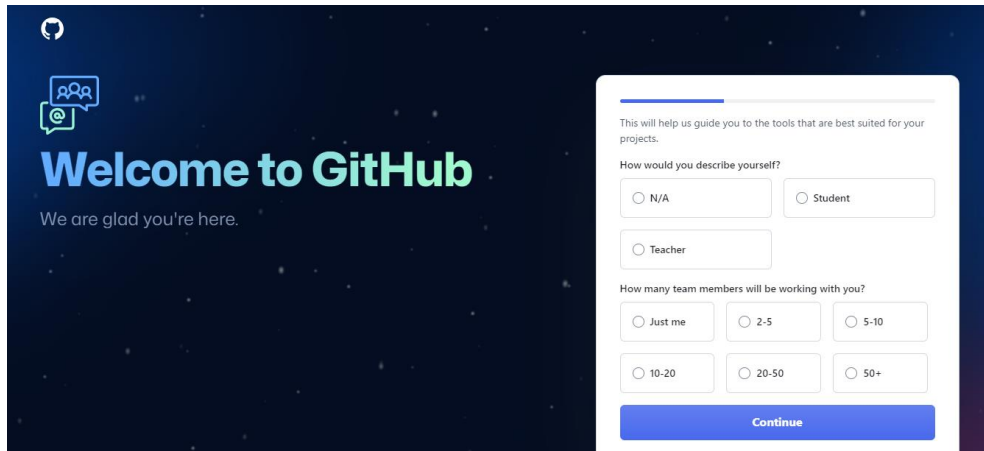 @
Welcome to GitHub
We are glad you're here.
This will help us guide you to the tools that are best suited for your
projects.
How would you describe yourself?
N/A
Student
Teacher
How many team members will be working with you?
Just me
2-5
5-10
10-20
20-50
50+
Continue